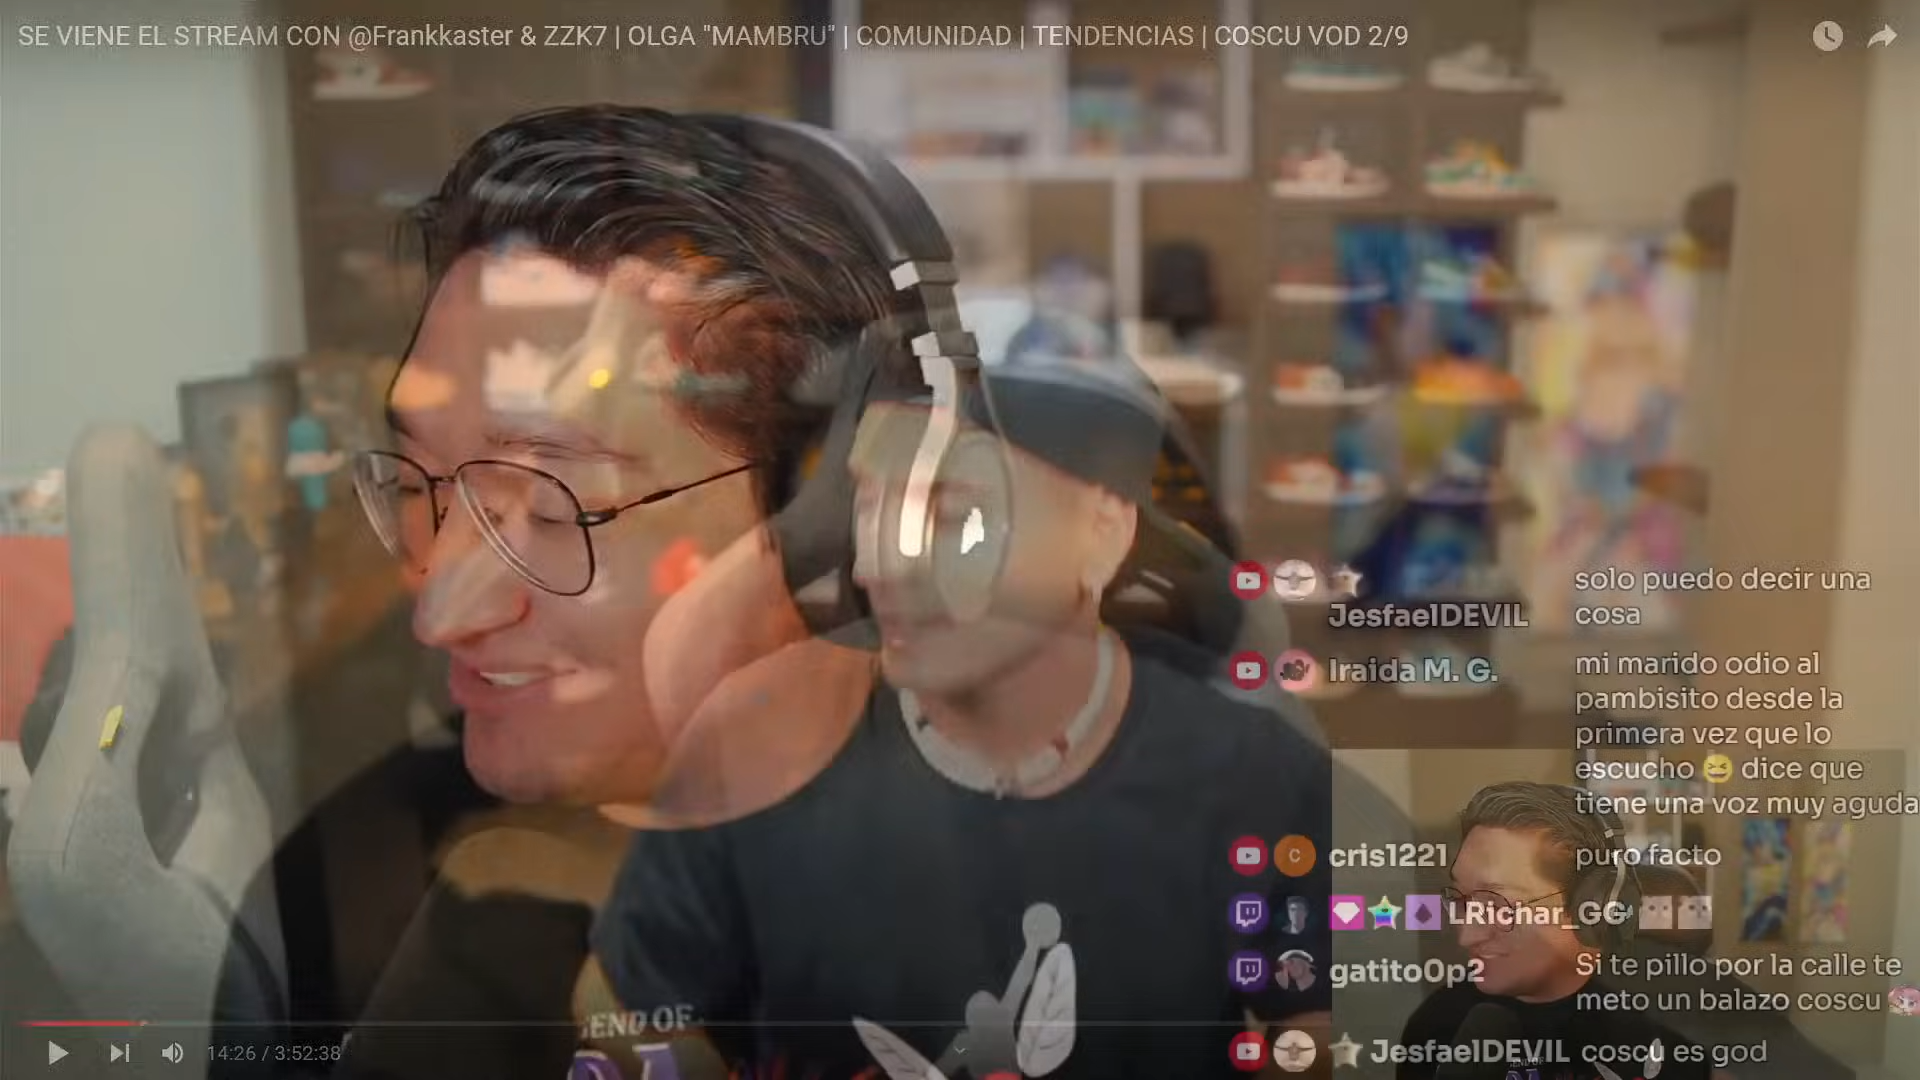 SE VIENE EL STREAM CON @Frankkaster & ZZK7 | OLGA "MAMBRU" | COMUNIDAD | TENDENCIAS | COSCU VOD 2/9
solo puedo decir una
JesfaelDEVIL cosa
Iraida M. G. mi marido odio al
pambisito desde la
primera vez que lo
escucho 😆 dice que
tiene una voz muy aguda
cris1221 puro facto
LRichar_GG
gatito0p2 Si te pillo por la calle te
meto un balazo coscu
END OF
14:26 / 3:52:38
JesfaelDEVIL coscu es god